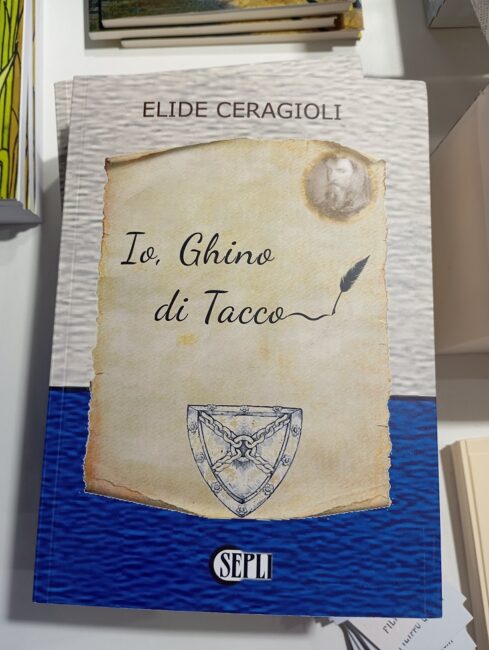 ELIDE CERAGIOLI
Io, Ghino
di Tacco
SEPLI